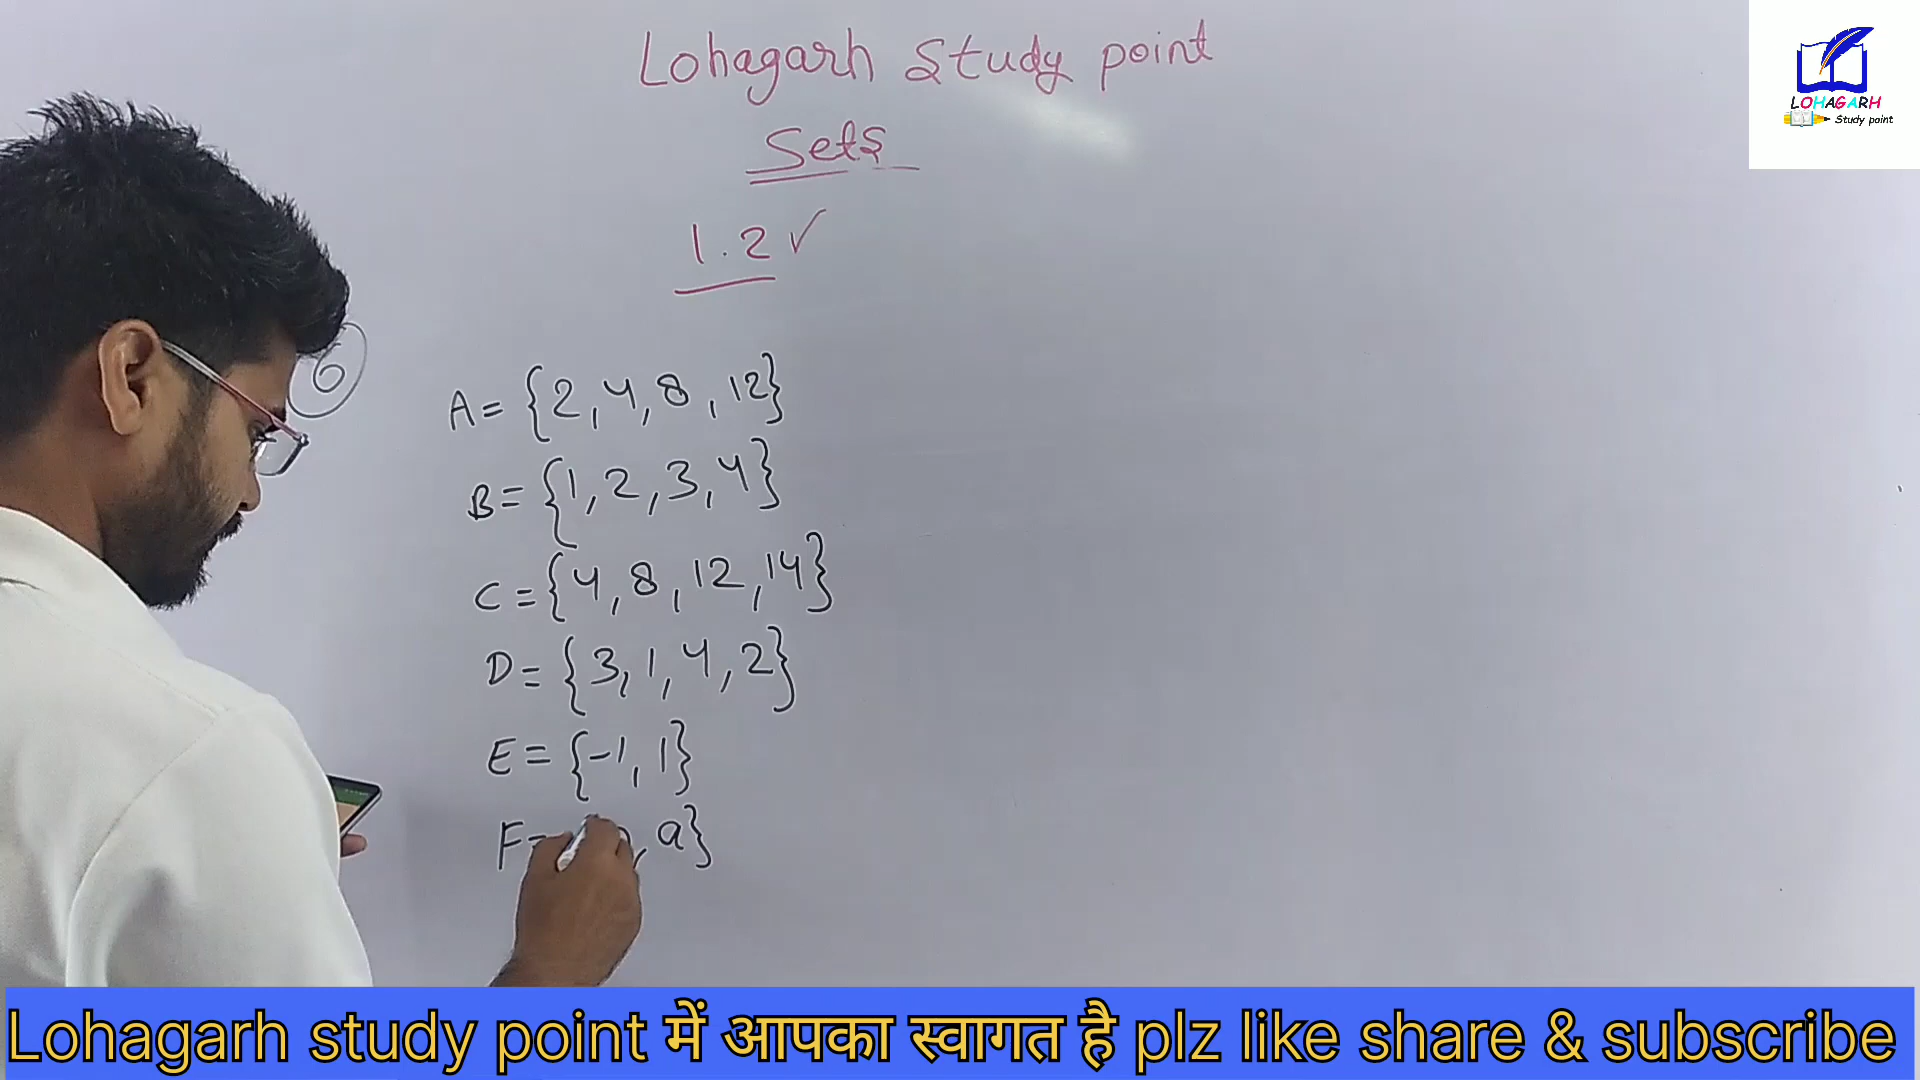 Lohagarh Study point
LOHAGARH
Study point
Sets
1.2 ✓
6
A = {2, 4, 8, 12}
B = {1, 2, 3, 4}
C = {4, 8, 12, 14}
D = {3, 1, 4, 2}
E = {-1, 1}
F = , a}
Lohagarh study point में आपका स्वागत है plz like share & subscribe